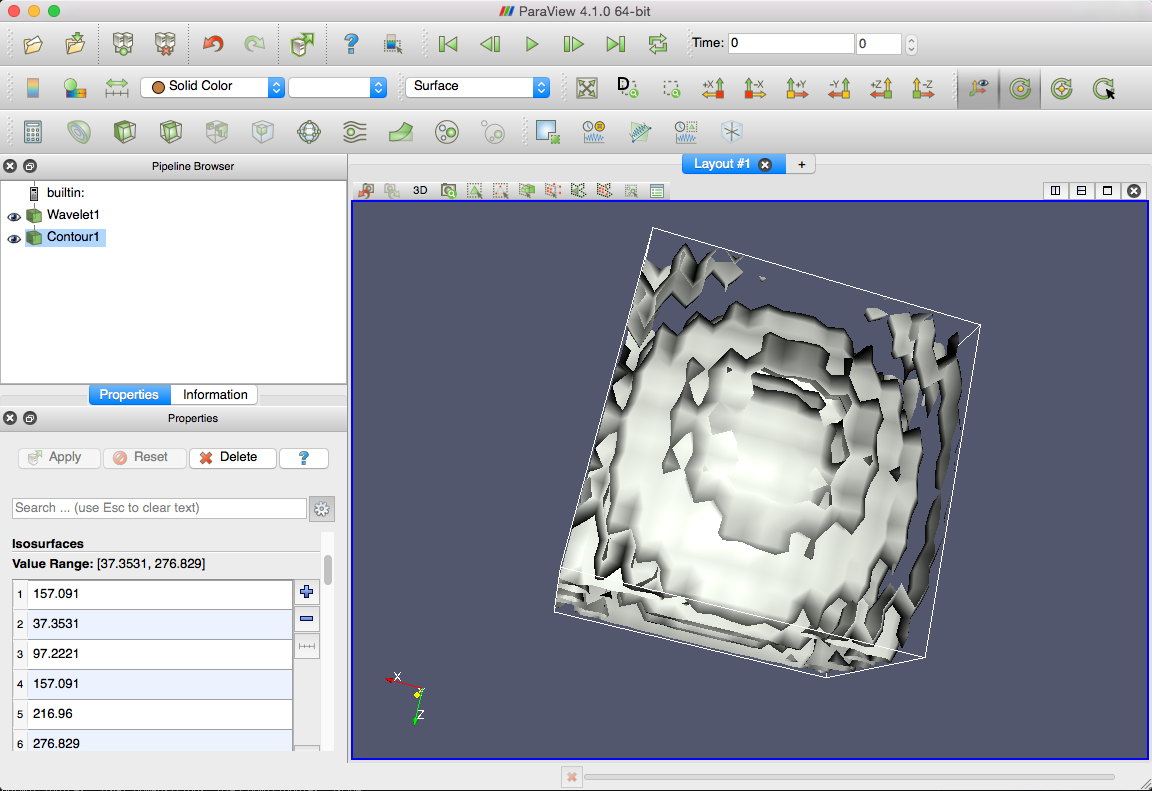 ParaView 4.1.0 64-bit
Time: 0 0
Solid Color Surface D +X -X +Y -Y +Z -Z
Pipeline Browser
Layout #1 +
3D
builtin:
Wavelet1
Contour1
Properties Information
Properties
Apply Reset Delete ?
Search ... (use Esc to clear text)
Isosurfaces
Value Range: [37.3531, 276.829]
1 157.091
2 37.3531
3 97.2221
4 157.091
5 216.96
6 276.829
X
Y
Z